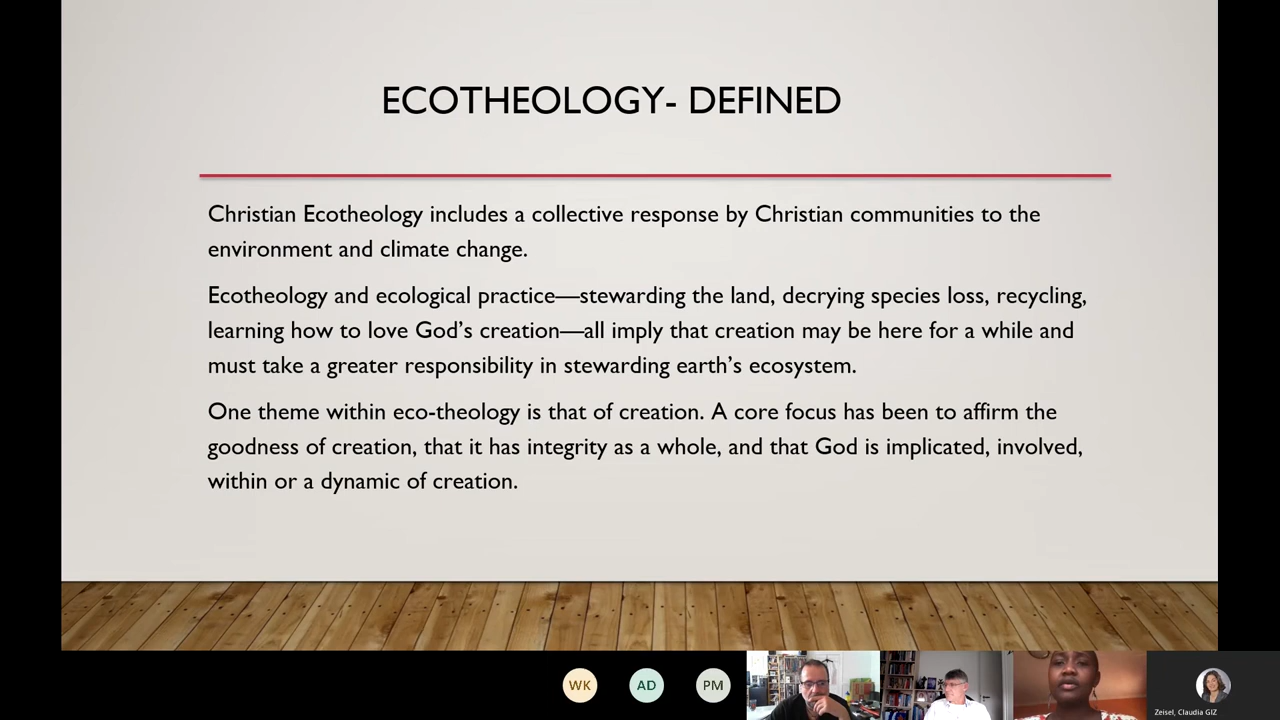 ECOTHEOLOGY- DEFINED
Christian Ecotheology includes a collective response by Christian communities to the
environment and climate change.
Ecotheology and ecological practice—stewarding the land, decrying species loss, recycling,
learning how to love God’s creation—all imply that creation may be here for a while and
must take a greater responsibility in stewarding earth’s ecosystem.
One theme within eco-theology is that of creation. A core focus has been to affirm the
goodness of creation, that it has integrity as a whole, and that God is implicated, involved,
within or a dynamic of creation.
WK
AD
PM
Zeisel, Claudia GIZ